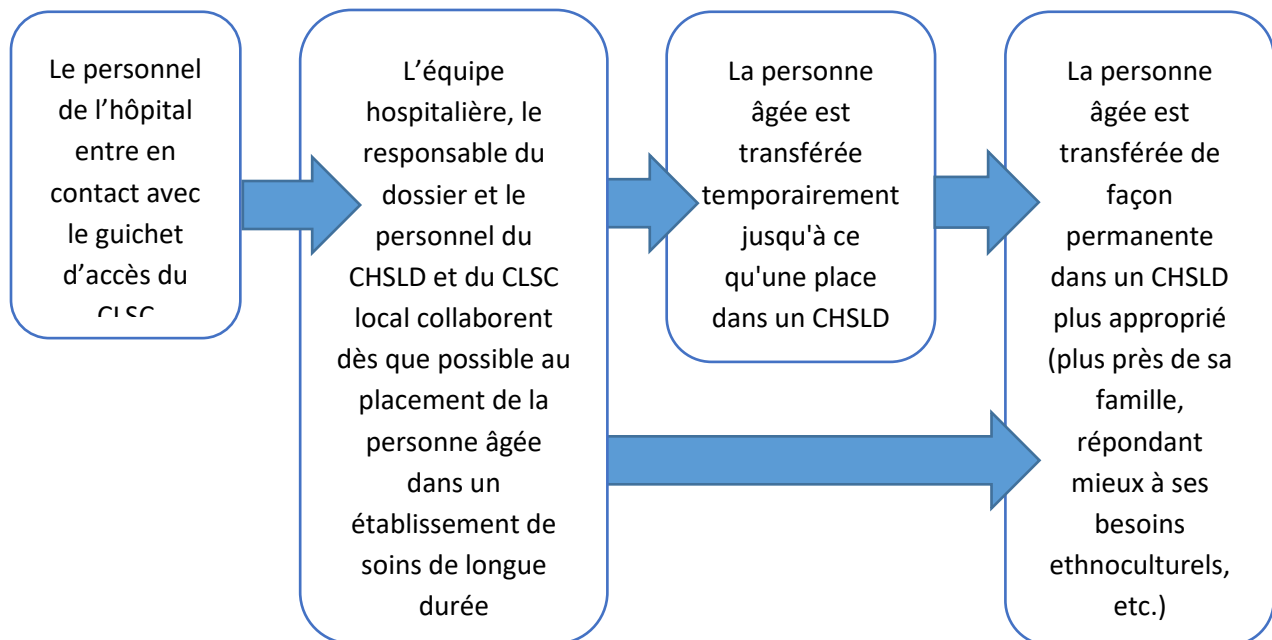 Le personnel
de l’hôpital
entre en
contact avec
le guichet
d’accès du
CLSC
L’équipe
hospitalière, le
responsable du
dossier et le
personnel du
CHSLD et du CLSC
local collaborent
dès que possible au
placement de la
personne âgée
dans un
établissement de
soins de longue
durée
La personne
âgée est
transférée
temporairement
jusqu'à ce
qu'une place
dans un CHSLD
La personne
âgée est
transférée de
façon
permanente
dans un CHSLD
plus approprié
(plus près de sa
famille,
répondant
mieux à ses
besoins
ethnoculturels,
etc.)